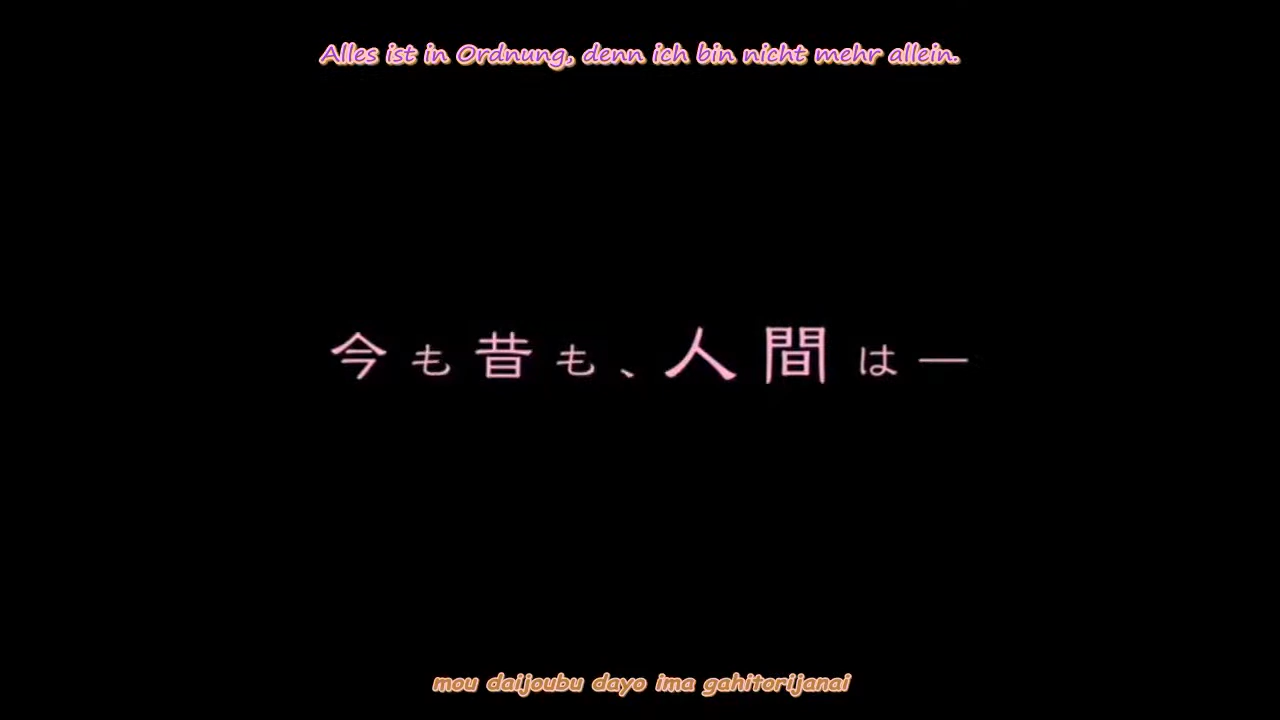 Alles ist in Ordnung, denn ich bin nicht mehr allein.
今も昔も、人間は―
mou daijoubu dayo ima gahitorijanai